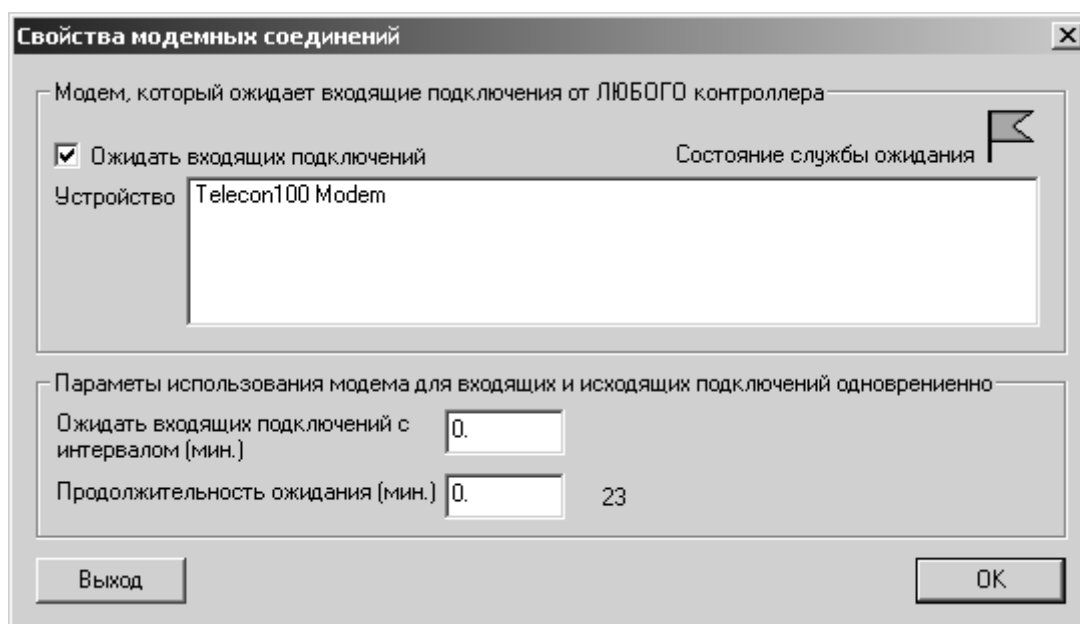 Свойства модемных соединений
Модем, который ожидает входящие подключения от ЛЮБОГО контроллера
Ожидать входящих подключений
Состояние службы ожидания
Устройство
Telecon100 Modem
Параметры использования модема для входящих и исходящих подключений одноврениенно
Ожидать входящих подключений с
интервалом (мин.)
0.
Продолжительность ожидания (мин.)
0.
23
Выход
OK